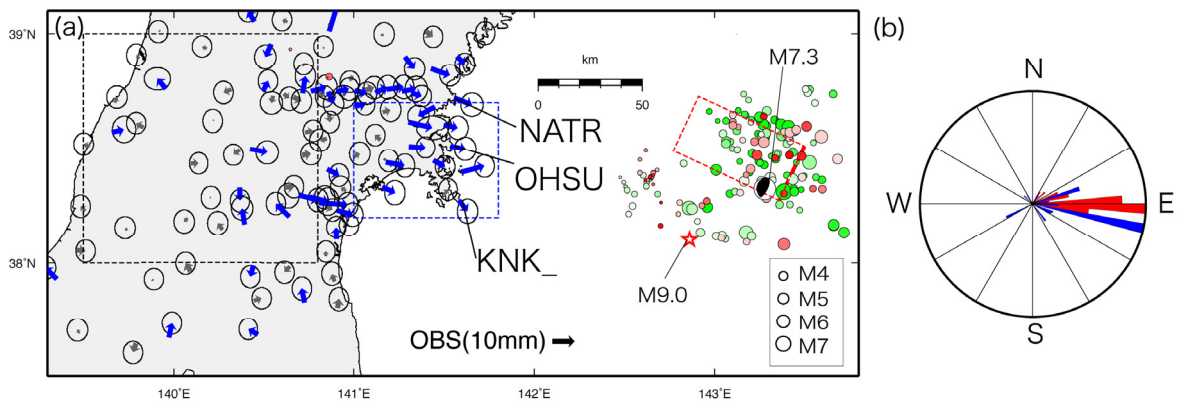 (a)
(b)
39°N
38°N
km
0
50
M7.3
N
NATR
OHSU
W
E
KNK_
M9.0
S
OBS(10mm)
M4
M5
M6
M7
140°E
141°E
142°E
143°E